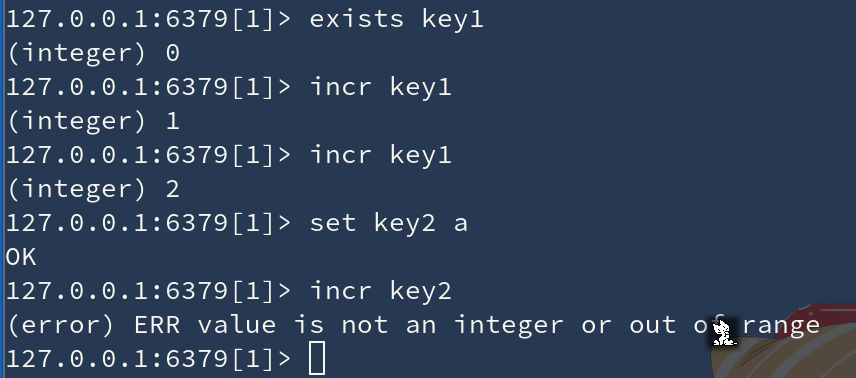 127.0.0.1:6379[1]> exists key1
(integer) 0
127.0.0.1:6379[1]> incr key1
(integer) 1
127.0.0.1:6379[1]> incr key1
(integer) 2
127.0.0.1:6379[1]> set key2 a
OK
127.0.0.1:6379[1]> incr key2
(error) ERR value is not an integer or out of range
127.0.0.1:6379[1]>